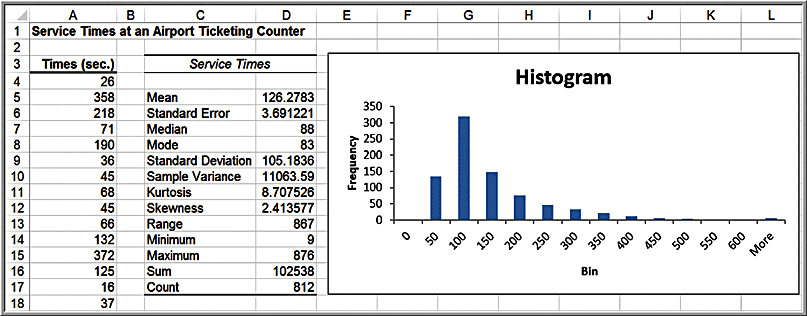 A B C D E F G H I J K L
1 Service Times at an Airport Ticketing Counter
2
3 Times (sec.) Service Times
4 26
5 358 Mean 126.2783
6 218 Standard Error 3.691221
7 71 Median 88
8 190 Mode 83
9 36 Standard Deviation 105.1836
10 45 Sample Variance 11063.59
11 68 Kurtosis 8.707526
12 45 Skewness 2.413577
13 66 Range 867
14 132 Minimum 9
15 372 Maximum 876
16 125 Sum 102538
17 16 Count 812
18 37
Histogram
Frequency
350
300
250
200
150
100
50
0
0 50 100 150 200 250 300 350 400 450 500 550 600 More
Bin